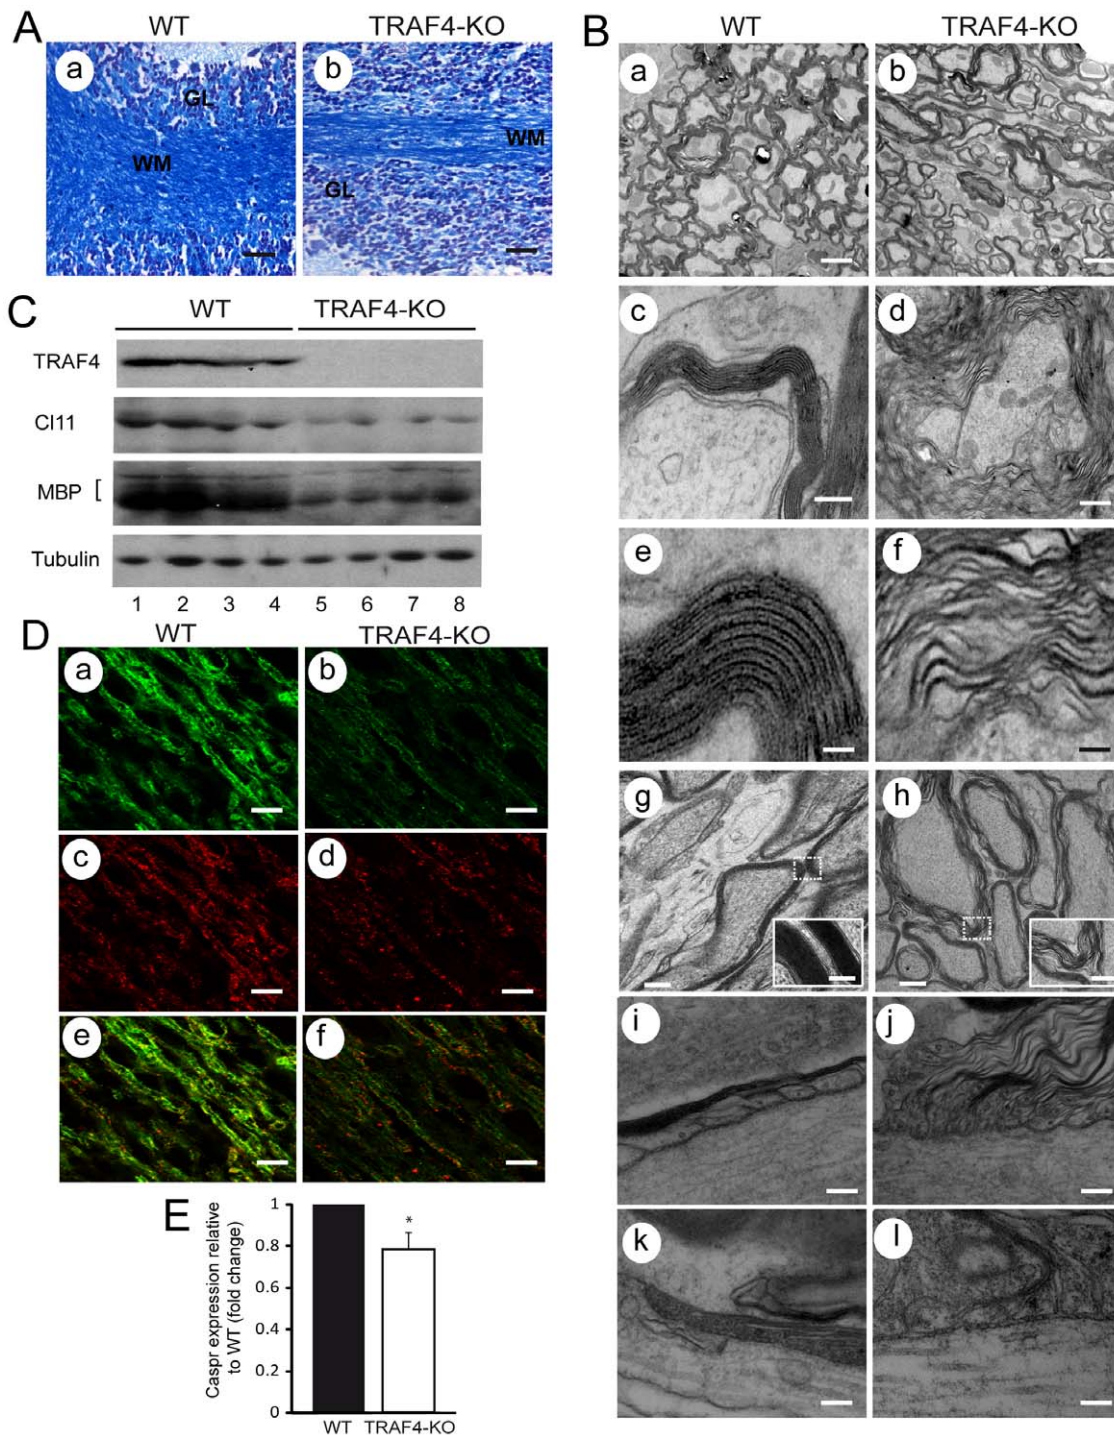 A
WT
TRAF4-KO
a
GL
WM
b
WM
GL
B
WT
TRAF4-KO
a
b
c
d
e
f
g
h
i
j
k
l
C
WT
TRAF4-KO
TRAF4
Cl11
MBP [
Tubulin
1 2 3 4 5 6 7 8
D
WT
TRAF4-KO
a
b
c
d
e
f
E
Caspr expression relative
to WT (fold change)
1
0.8
0.6
0.4
0.2
0
*
WT
TRAF4-KO